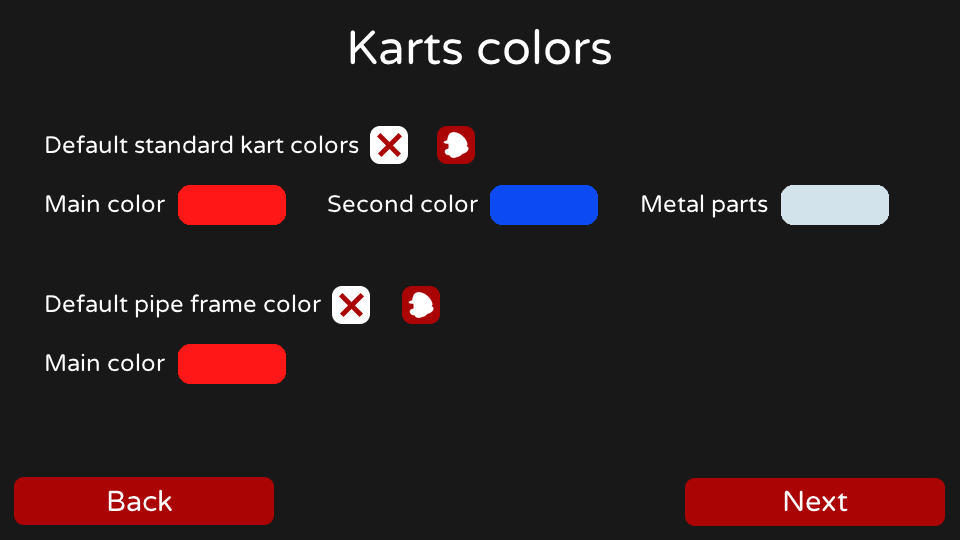 Karts colors
Default standard kart colors
Main color Second color Metal parts
Default pipe frame color
Main color
Back Next